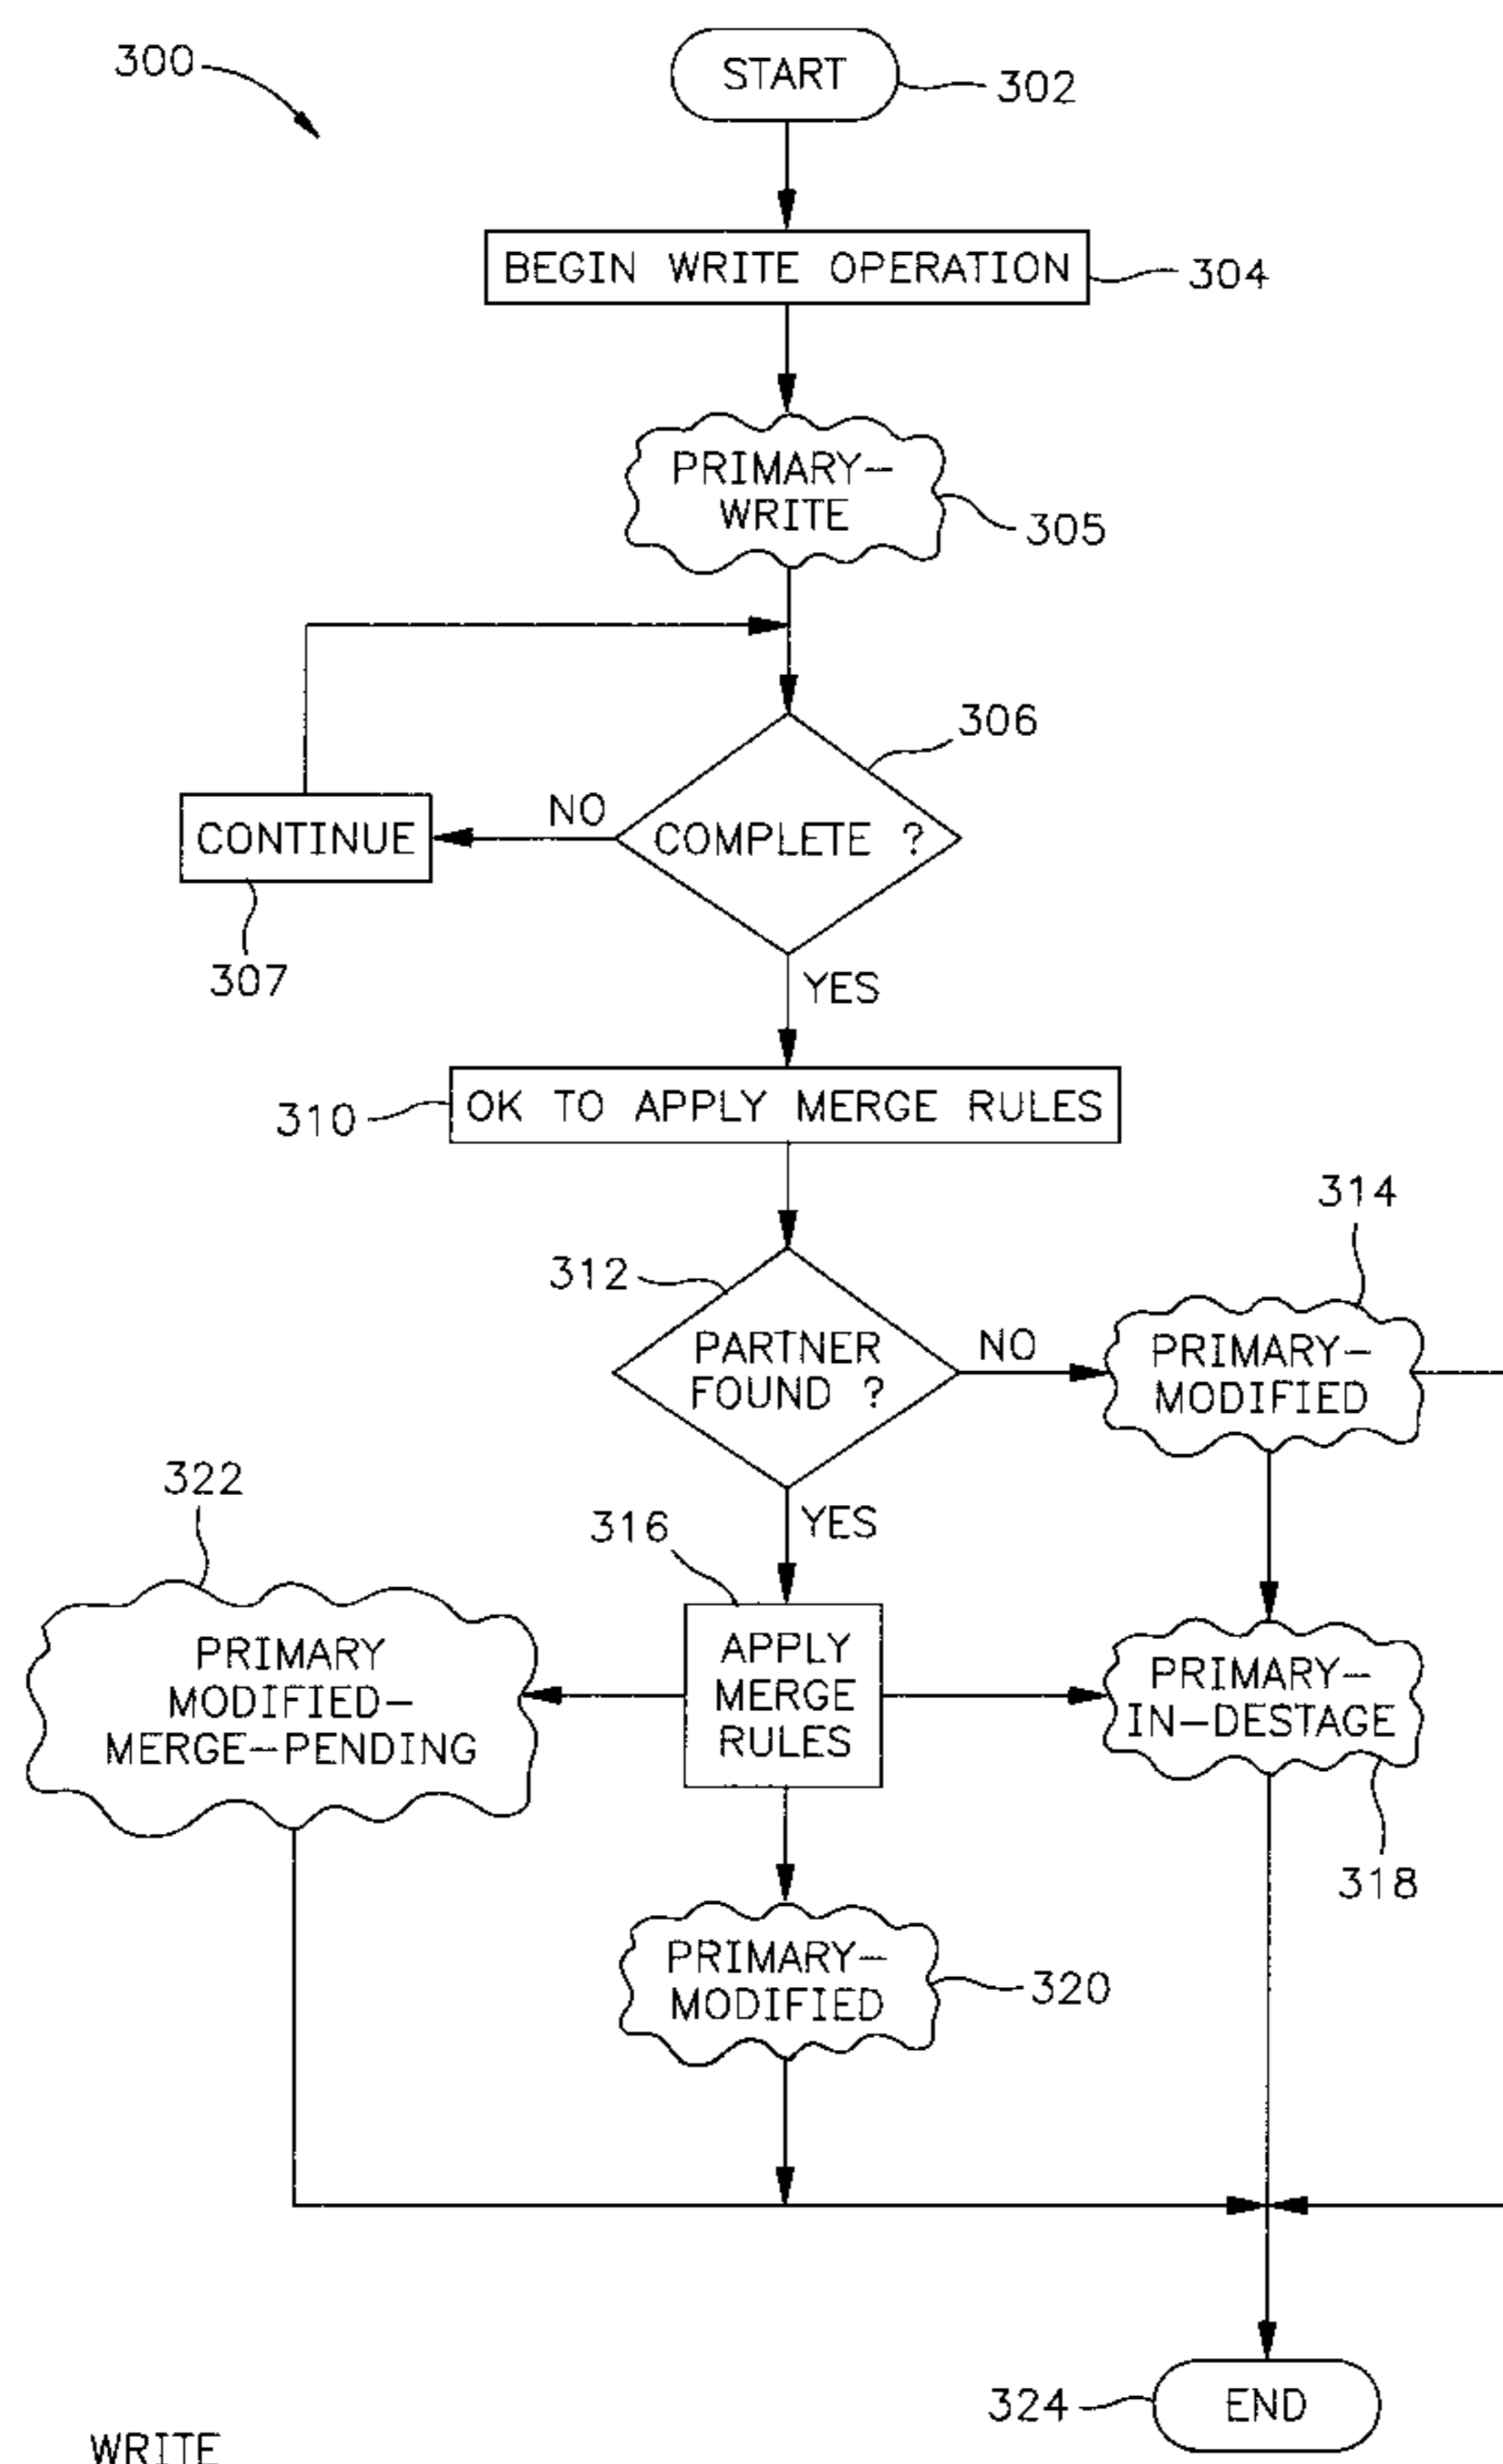 300
START
302
BEGIN WRITE OPERATION
304
PRIMARY-
WRITE
305
306
NO
CONTINUE
COMPLETE ?
307
YES
310
OK TO APPLY MERGE RULES
312
314
PARTNER
FOUND ?
NO
PRIMARY-
MODIFIED
322
316
YES
PRIMARY
MODIFIED-
MERGE-PENDING
APPLY
MERGE
RULES
PRIMARY-
IN-DESTAGE
318
PRIMARY-
MODIFIED
320
324
END
WRITE